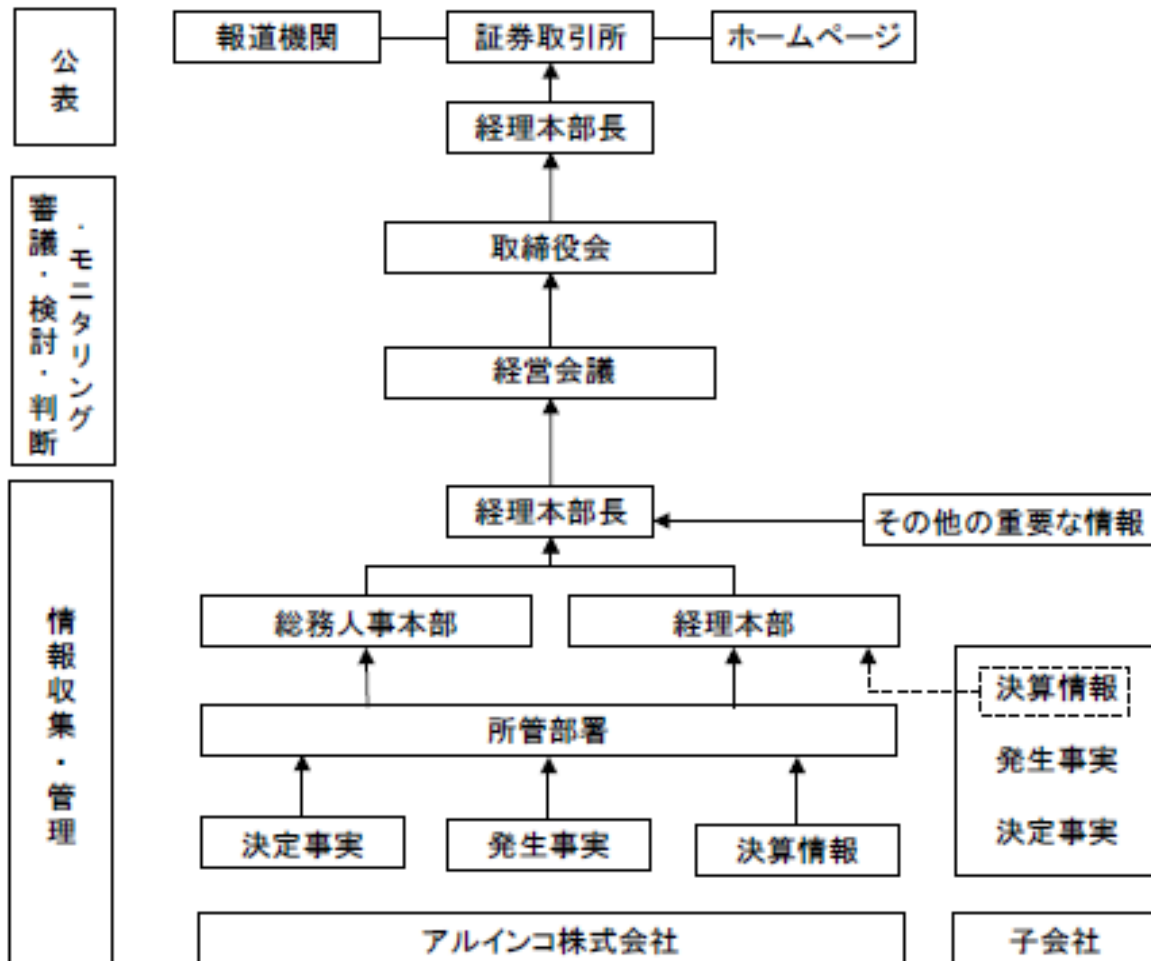 公表
報道機関
証券取引所
ホームページ
経理本部長
審議・検討・判断
・モニタリング
取締役会
経営会議
情報収集・管理
経理本部長
その他の重要な情報
総務人事本部
経理本部
所管部署
決定事実
発生事実
決算情報
決算情報
発生事実
決定事実
アルインコ株式会社
子会社